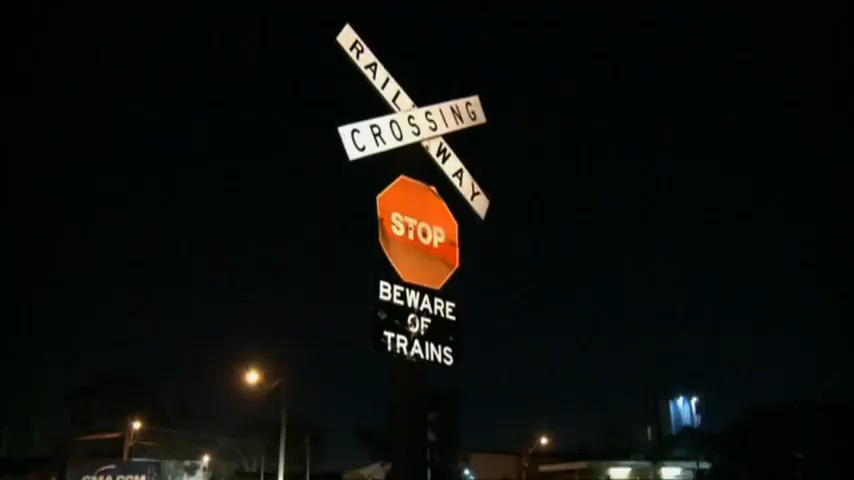 RAILWAY
CROSSING
STOP
BEWARE
OF
TRAINS